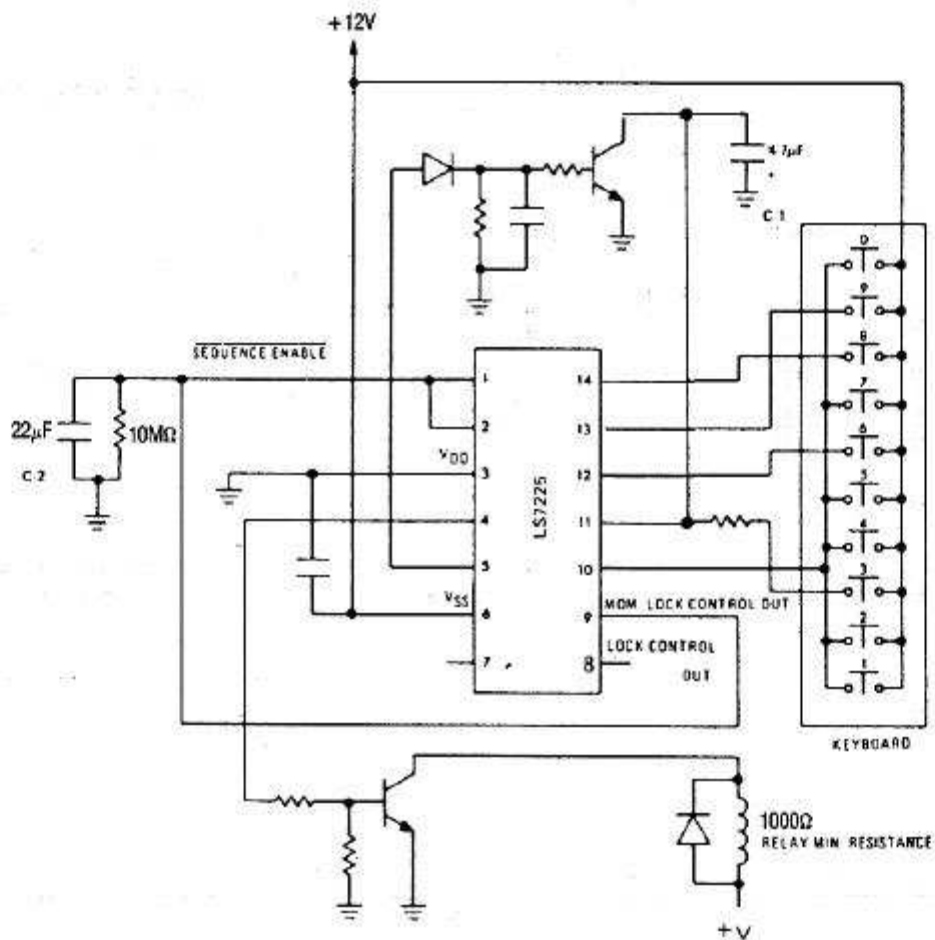 +12V
4.7µF
+
C 1
SEQUENCE ENABLE
22µF
10MΩ
C 2
VDD
VSS
LS7225
1
2
3
4
5
6
7
14
13
12
11
10
9
8
MOM LOCK CONTROL OUT
LOCK CONTROL
OUT
0
9
8
7
6
5
4
3
2
1
KEYBOARD
1000Ω
RELAY MIN RESISTANCE
+V